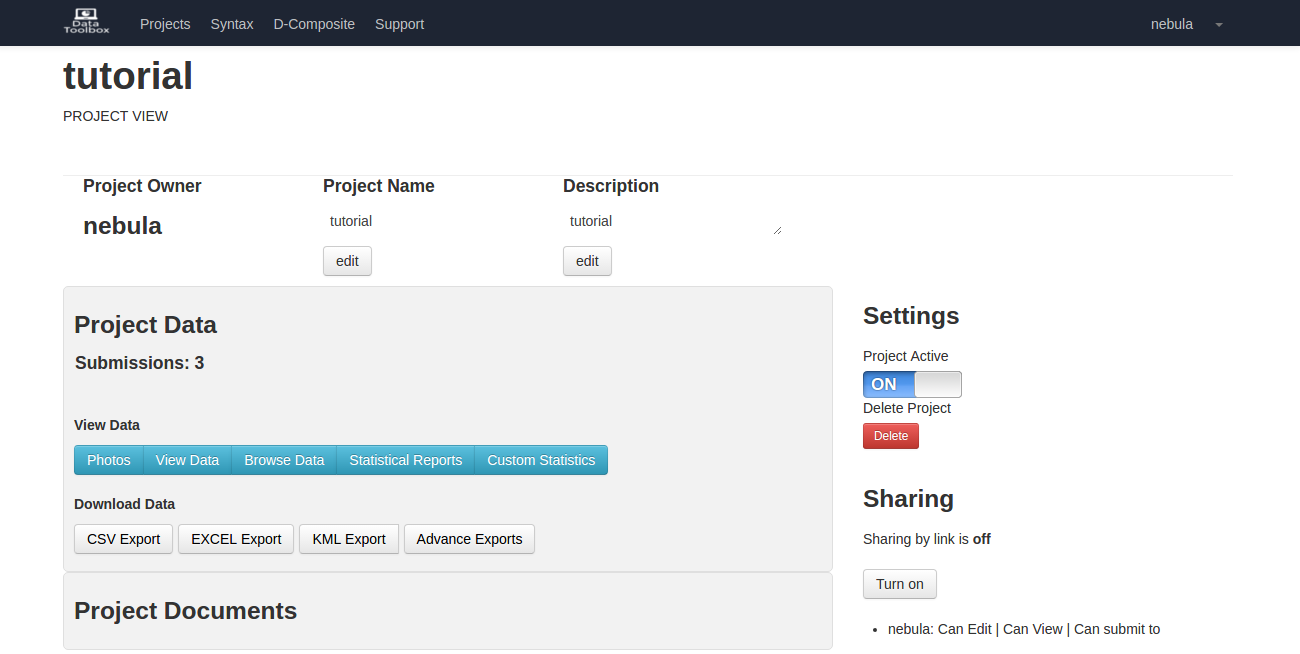 Data
Toolbox
Projects Syntax D-Composite Support nebula
tutorial
PROJECT VIEW
Project Owner Project Name Description
nebula tutorial tutorial
edit edit
Project Data
Submissions: 3
View Data
Photos View Data Browse Data Statistical Reports Custom Statistics
Download Data
CSV Export EXCEL Export KML Export Advance Exports
Project Documents
Settings
Project Active
ON
Delete Project
Delete
Sharing
Sharing by link is off
Turn on
nebula: Can Edit | Can View | Can submit to